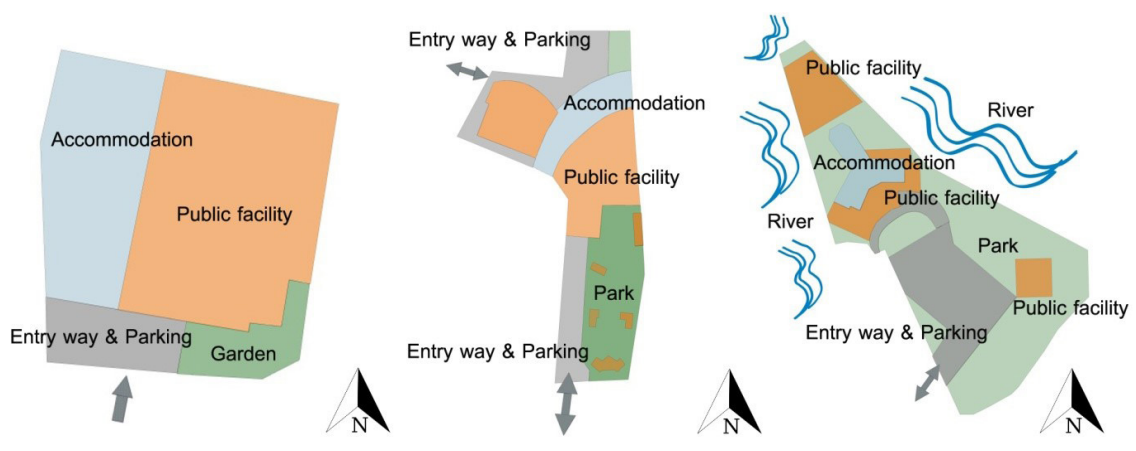 Accommodation
Public facility
Entry way & Parking
Garden
N
Entry way & Parking
Accommodation
Public facility
Park
Entry way & Parking
N
Public facility
River
Accommodation
Public facility
River
Park
Public facility
Entry way & Parking
N